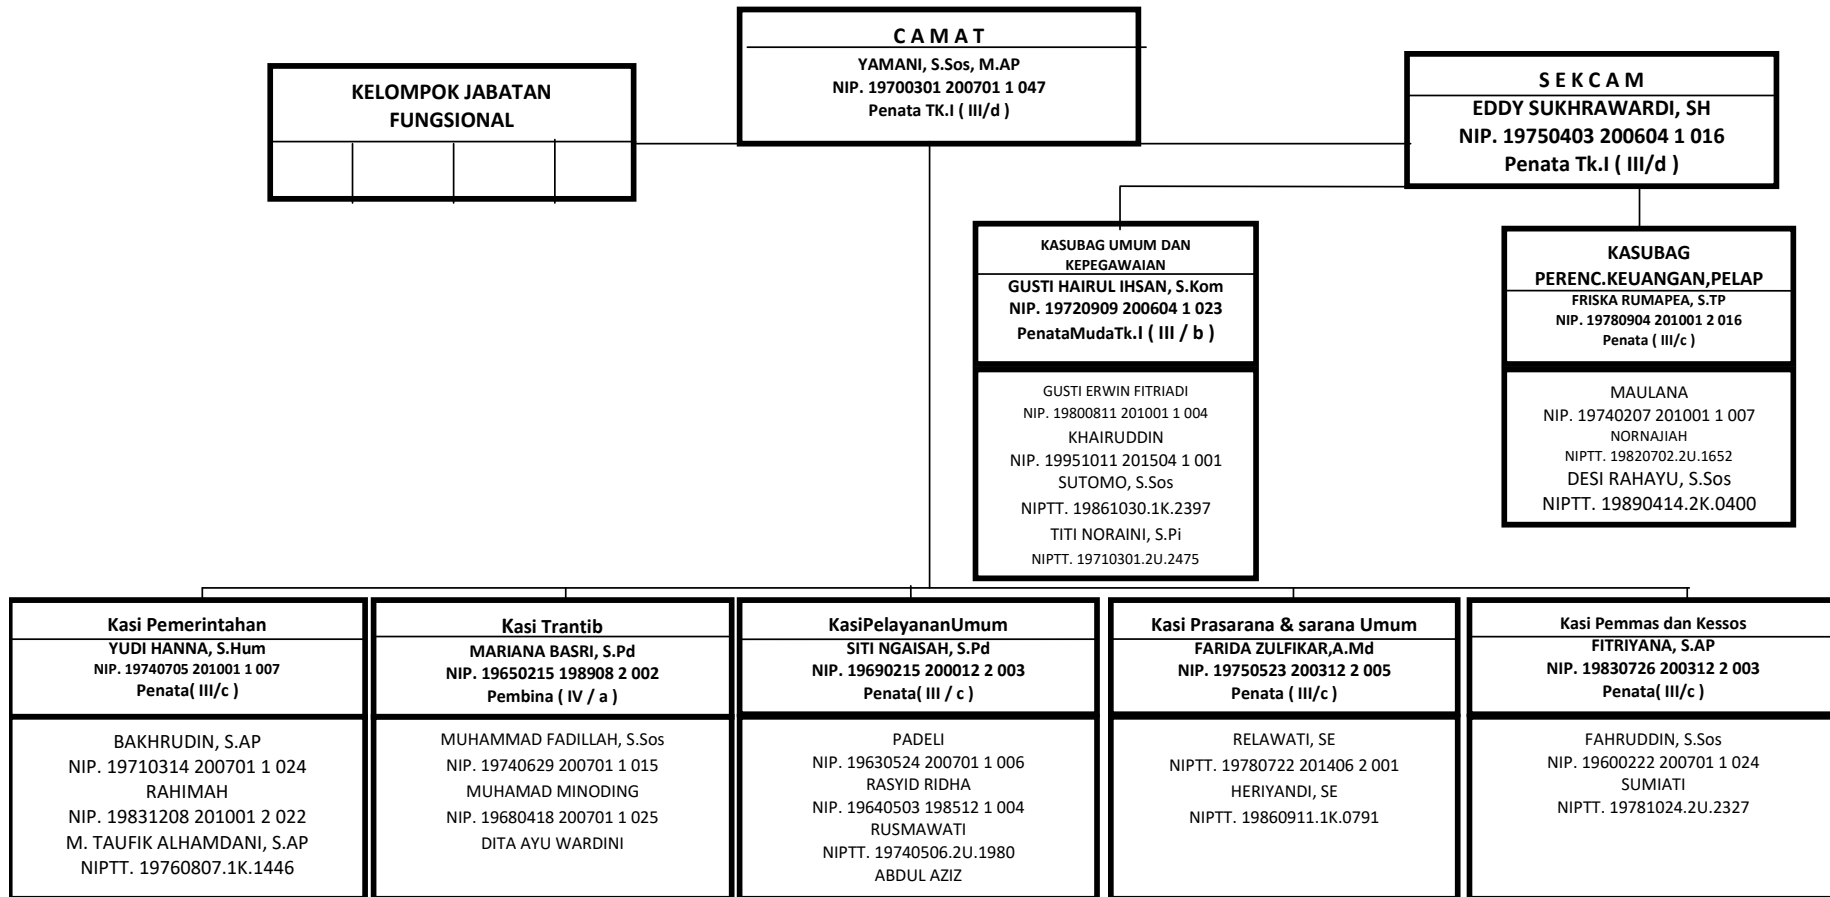 C A M A T
YAMANI, S.Sos, M.AP
NIP. 19700301 200701 1 047
Penata TK.I ( III/d )
KELOMPOK JABATAN
FUNGSIONAL
S E K C A M
EDDY SUKHRAWARDI, SH
NIP. 19750403 200604 1 016
Penata Tk.I ( III/d )
KASUBAG UMUM DAN
KEPEGAWAIAN
GUSTI HAIRUL IHSAN, S.Kom
NIP. 19720909 200604 1 023
PenataMudaTk.I ( III / b )
GUSTI ERWIN FITRIADI
NIP. 19800811 201001 1 004
KHAIRUDDIN
NIP. 19951011 201504 1 001
SUTOMO, S.Sos
NIPTT. 19861030.1K.2397
TITI NORAINI, S.Pi
NIPTT. 19710301.2U.2475
KASUBAG
PERENC.KEUANGAN,PELAP
FRISKA RUMAPEA, S.TP
NIP. 19780904 201001 2 016
Penata ( III/c )
MAULANA
NIP. 19740207 201001 1 007
NORNAJIAH
NIPTT. 19820702.2U.1652
DESI RAHAYU, S.Sos
NIPTT. 19890414.2K.0400
Kasi Pemerintahan
YUDI HANNA, S.Hum
NIP. 19740705 201001 1 007
Penata( III/c )
BAKHRUDIN, S.AP
NIP. 19710314 200701 1 024
RAHIMAH
NIP. 19831208 201001 2 022
M. TAUFIK ALHAMDANI, S.AP
NIPTT. 19760807.1K.1446
Kasi Trantib
MARIANA BASRI, S.Pd
NIP. 19650215 198908 2 002
Pembina ( IV / a )
MUHAMMAD FADILLAH, S.Sos
NIP. 19740629 200701 1 015
MUHAMAD MINODING
NIP. 19680418 200701 1 025
DITA AYU WARDINI
KasiPelayananUmum
SITI NGAISAH, S.Pd
NIP. 19690215 200012 2 003
Penata( III / c )
PADELI
NIP. 19630524 200701 1 006
RASYID RIDHA
NIP. 19640503 198512 1 004
RUSMAWATI
NIPTT. 19740506.2U.1980
ABDUL AZIZ
Kasi Prasarana & sarana Umum
FARIDA ZULFIKAR,A.Md
NIP. 19750523 200312 2 005
Penata ( III/c )
RELAWATI, SE
NIPTT. 19780722 201406 2 001
HERIYANDI, SE
NIPTT. 19860911.1K.0791
Kasi Pemmas dan Kessos
FITRIYANA, S.AP
NIP. 19830726 200312 2 003
Penata( III/c )
FAHRUDDIN, S.Sos
NIP. 19600222 200701 1 024
SUMIATI
NIPTT. 19781024.2U.2327